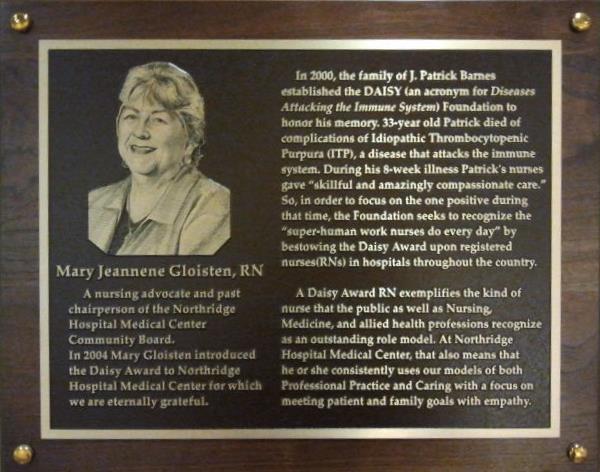 Mary Jeannene Gloisten, RN
A nursing advocate and past
chairperson of the Northridge
Hospital Medical Center
Community Board.
In 2004 Mary Gloisten introduced
the Daisy Award to Northridge
Hospital Medical Center for which
we are eternally grateful.
In 2000, the family of J. Patrick Barnes
established the DAISY (an acronym for Diseases
Attacking the Immune System) Foundation to
honor his memory. 33-year old Patrick died of
complications of Idiopathic Thrombocytopenic
Purpura (ITP), a disease that attacks the immune
system. During his 8-week illness Patrick's nurses
gave "skillful and amazingly compassionate care."
So, in order to focus on the one positive during
that time, the Foundation seeks to recognize the
"super-human work nurses do every day" by
bestowing the Daisy Award upon registered
nurses(RNs) in hospitals throughout the country.
A Daisy Award RN exemplifies the kind of
nurse that the public as well as Nursing,
Medicine, and allied health professions recognize
as an outstanding role model. At Northridge
Hospital Medical Center, that also means that
he or she consistently uses our models of both
Professional Practice and Caring with a focus on
meeting patient and family goals with empathy.